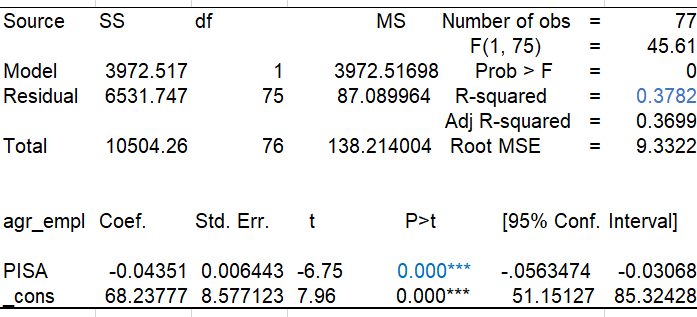 Source SS df MS Number of obs = 77
F(1, 75) = 45.61
Model 3972.517 1 3972.51698 Prob > F = 0
Residual 6531.747 75 87.089964 R-squared = 0.3782
Adj R-squared = 0.3699
Total 10504.26 76 138.214004 Root MSE = 9.3322
agr_empl Coef. Std. Err. t P>t [95% Conf. Interval]
PISA -0.04351 0.006443 -6.75 0.000*** -.0563474 -0.03068
_cons 68.23777 8.577123 7.96 0.000*** 51.15127 85.32428